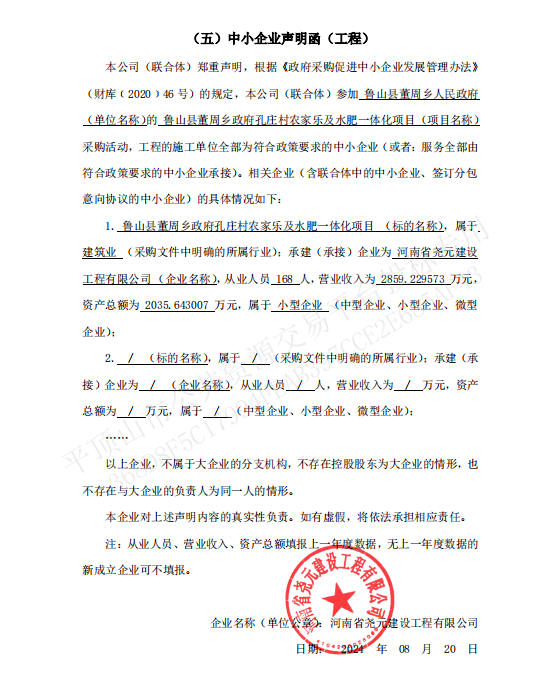 （五）中小企业声明函（工程）
本公司（联合体）郑重声明，根据《政府采购促进中小企业发展管理办法》
（财库﹝2020﹞46号）的规定，本公司（联合体）参加 鲁山县董周乡人民政府
（单位名称）的 鲁山县董周乡政府孔庄村农家乐及水肥一体化项目（项目名称）
采购活动，工程的施工单位全部为符合政策要求的中小企业（或者：服务全部由
符合政策要求的中小企业承接）。相关企业（含联合体中的中小企业、签订分包
意向协议的中小企业）的具体情况如下：
1. 鲁山县董周乡政府孔庄村农家乐及水肥一体化项目 （标的名称），属于
建筑业 （采购文件中明确的所属行业）；承建（承接）企业为 河南省尧元建设
工程有限公司（企业名称），从业人员 168 人，营业收入为 2859.229573 万元，
资产总额为 2035.643007 万元，属于 小型企业 （中型企业、小型企业、微型
企业）；
2. / （标的名称），属于 / （采购文件中明确的所属行业）；承建（承
接）企业为 / （企业名称），从业人员 / 人，营业收入为 / 万元，资产
总额为 / 万元，属于 / （中型企业、小型企业、微型企业）；
……
以上企业，不属于大企业的分支机构，不存在控股股东为大企业的情形，也
不存在与大企业的负责人为同一人的情形。
本企业对上述声明内容的真实性负责。如有虚假，将依法承担相应责任。
注：从业人员、营业收入、资产总额填报上一年度数据，无上一年度数据的
新成立企业可不填报。
企业名称（单位公章）：河南省尧元建设工程有限公司
日期： 2024 年 08 月 20 日
河南省尧元建设工程有限公司